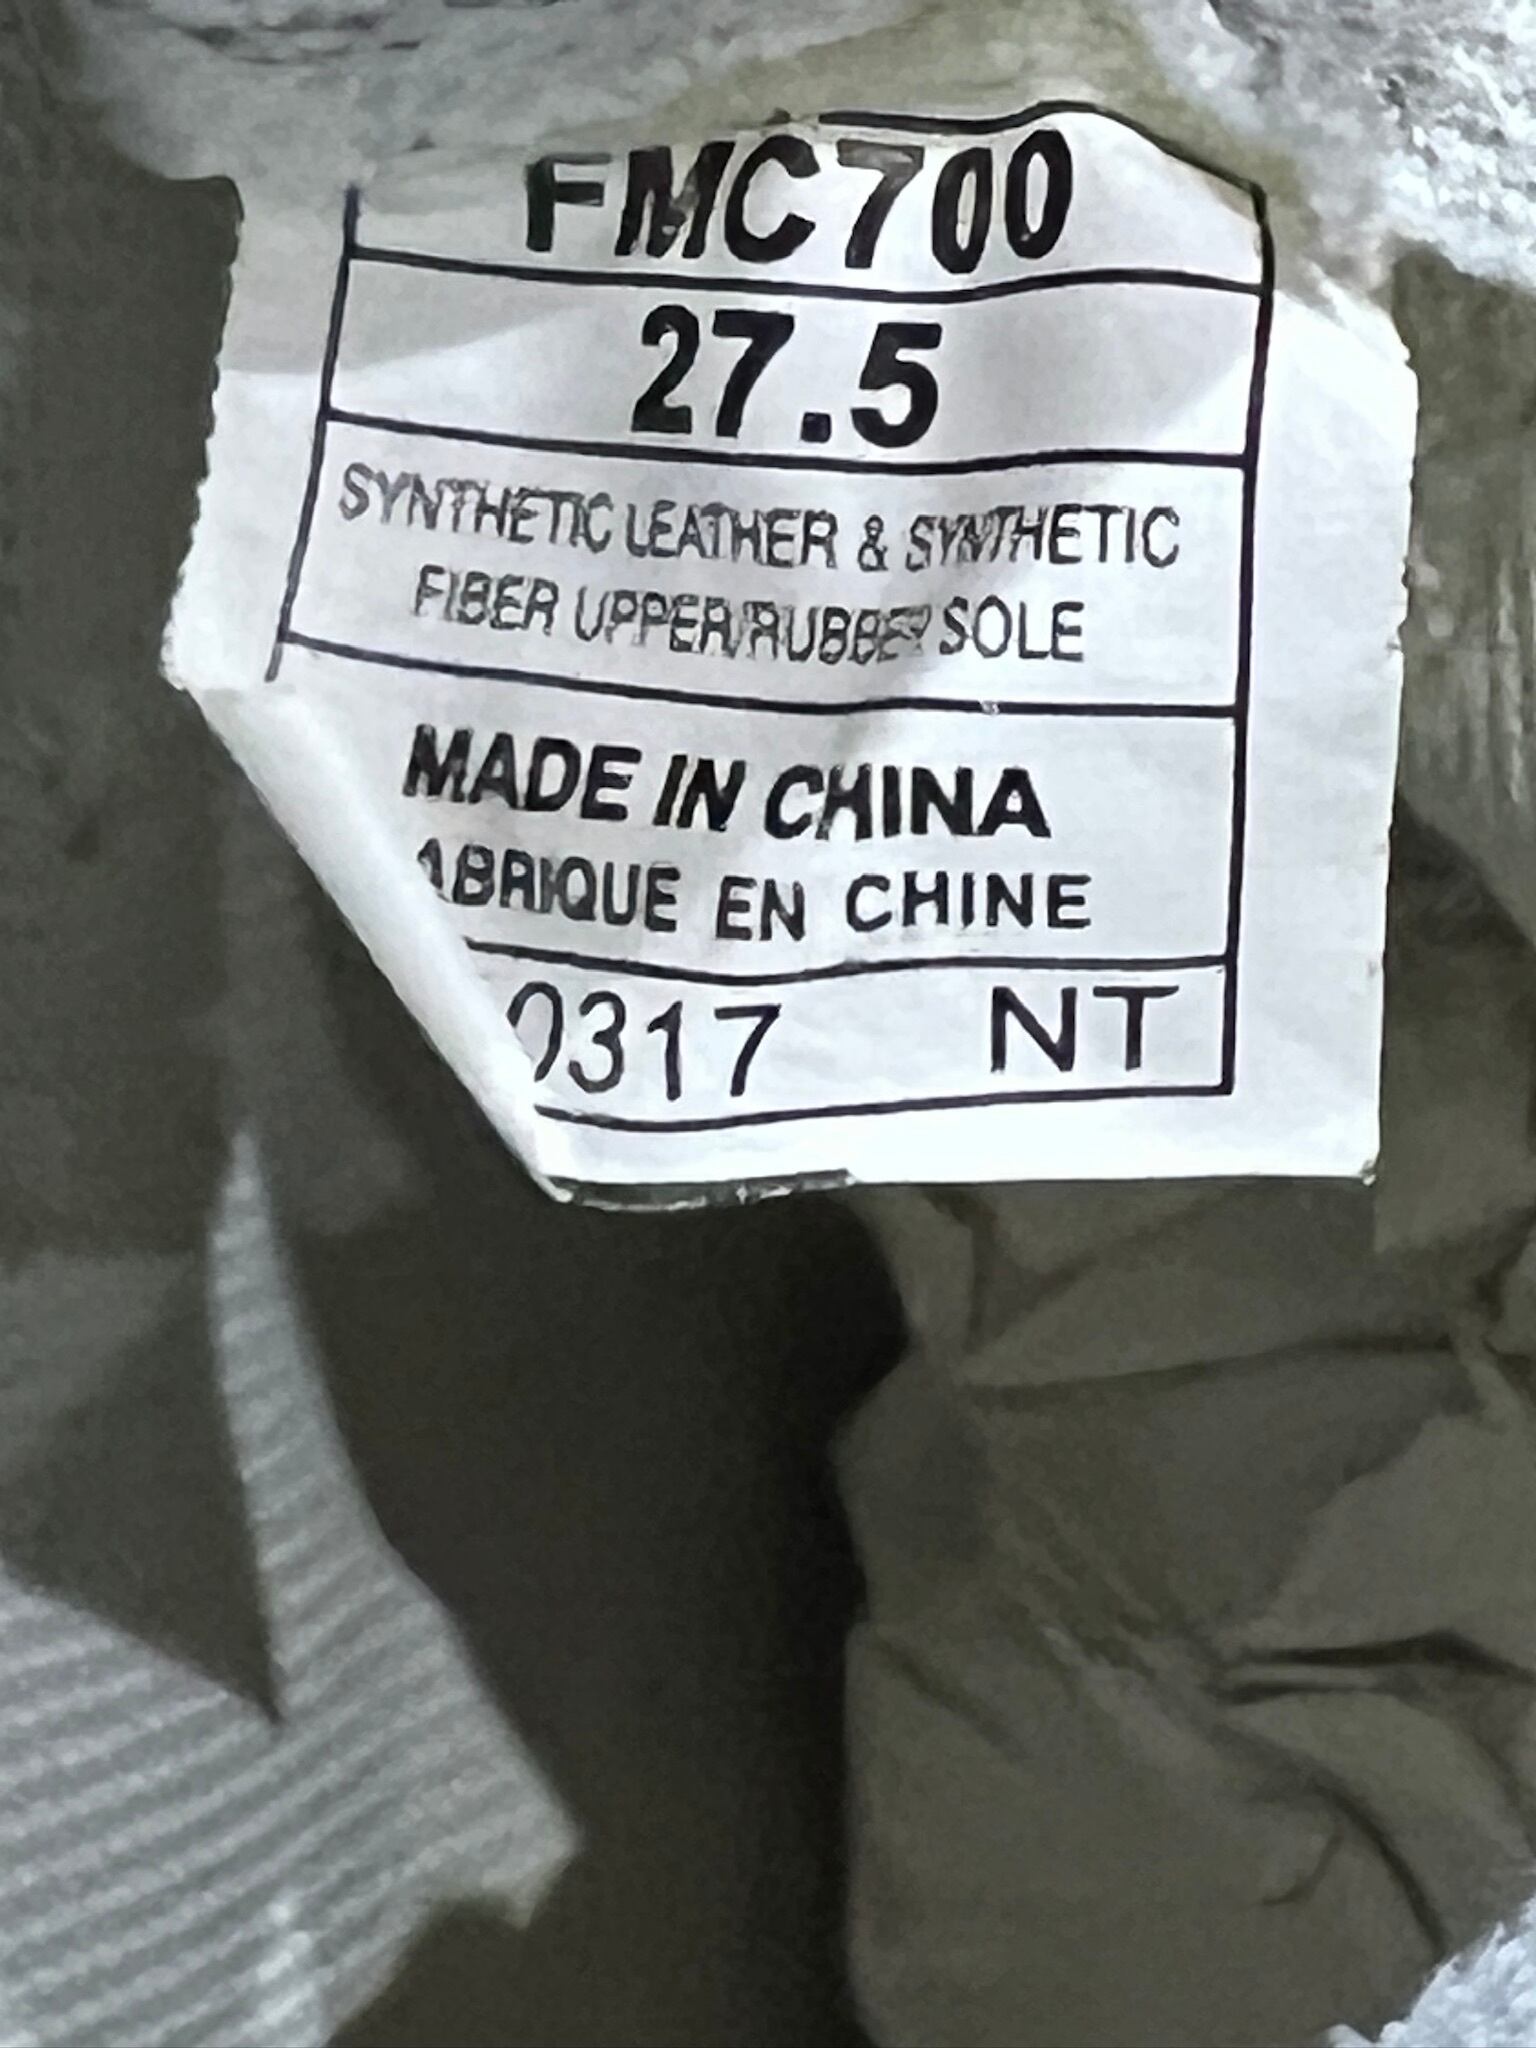 FMC700
27.5
SYNTHETIC LEATHER & SYNTHETIC
FIBER UPPER/RUBBER SOLE
MADE IN CHINA
ABRIQUE EN CHINE
0317 NT